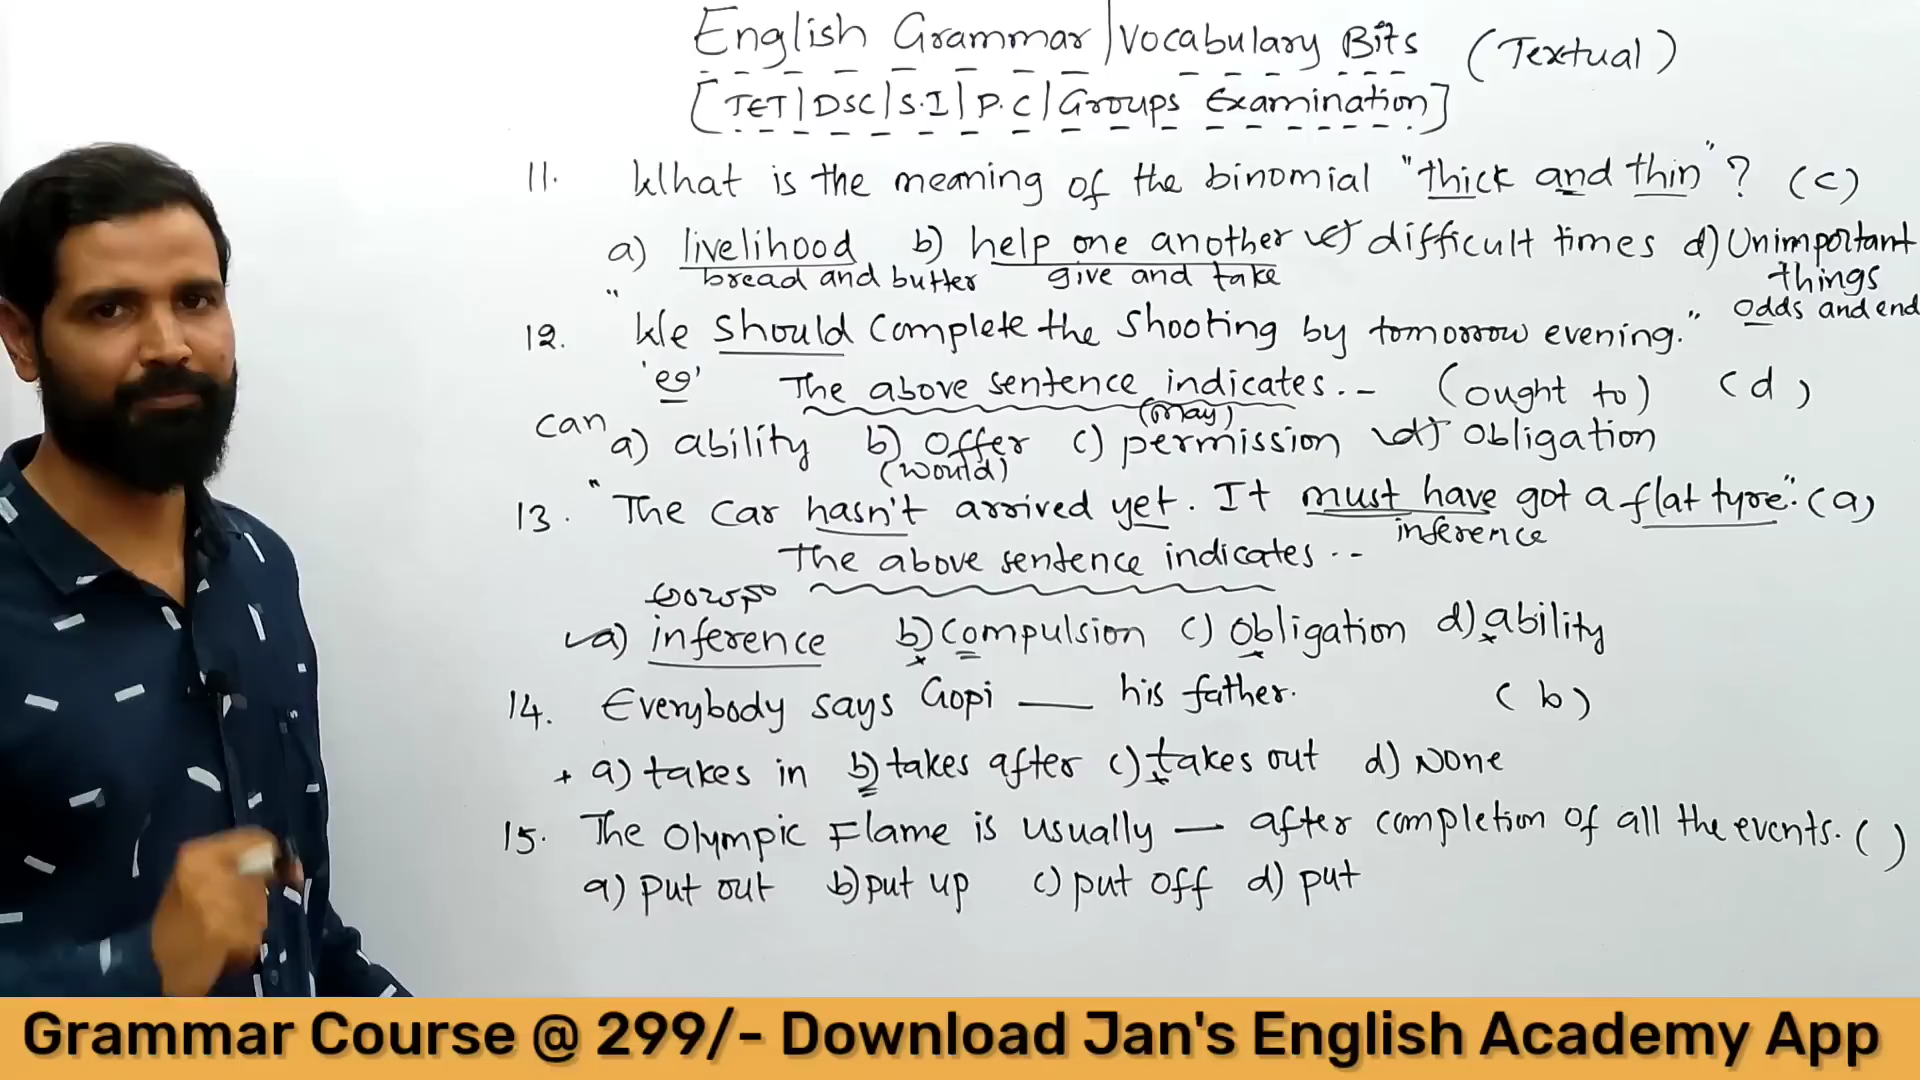 English Grammar | Vocabulary Bits (Textual)
[TET | DSC | S.I | P.C | Groups Examination]
11. What is the meaning of the binomial "thick and thin"? (c)
a) livelihood b) help one another c) difficult times d) Unimportant things
bread and butter give and take odds and end
12. "We should complete the shooting by tomorrow evening."
The above sentence indicates.. (ought to) (d)
can (may)
a) ability b) offer c) permission d) obligation
(would)
13. "The car hasn't arrived yet. It must have got a flat tyre". (a)
inference
The above sentence indicates..
a) inference b) compulsion c) obligation d) ability
14. Everybody says Gopi ___ his father. (b)
a) takes in b) takes after c) takes out d) None
15. The Olympic Flame is usually — after completion of all the events. ( )
a) put out b) put up c) put off d) put
Grammar Course @ 299/- Download Jan's English Academy App